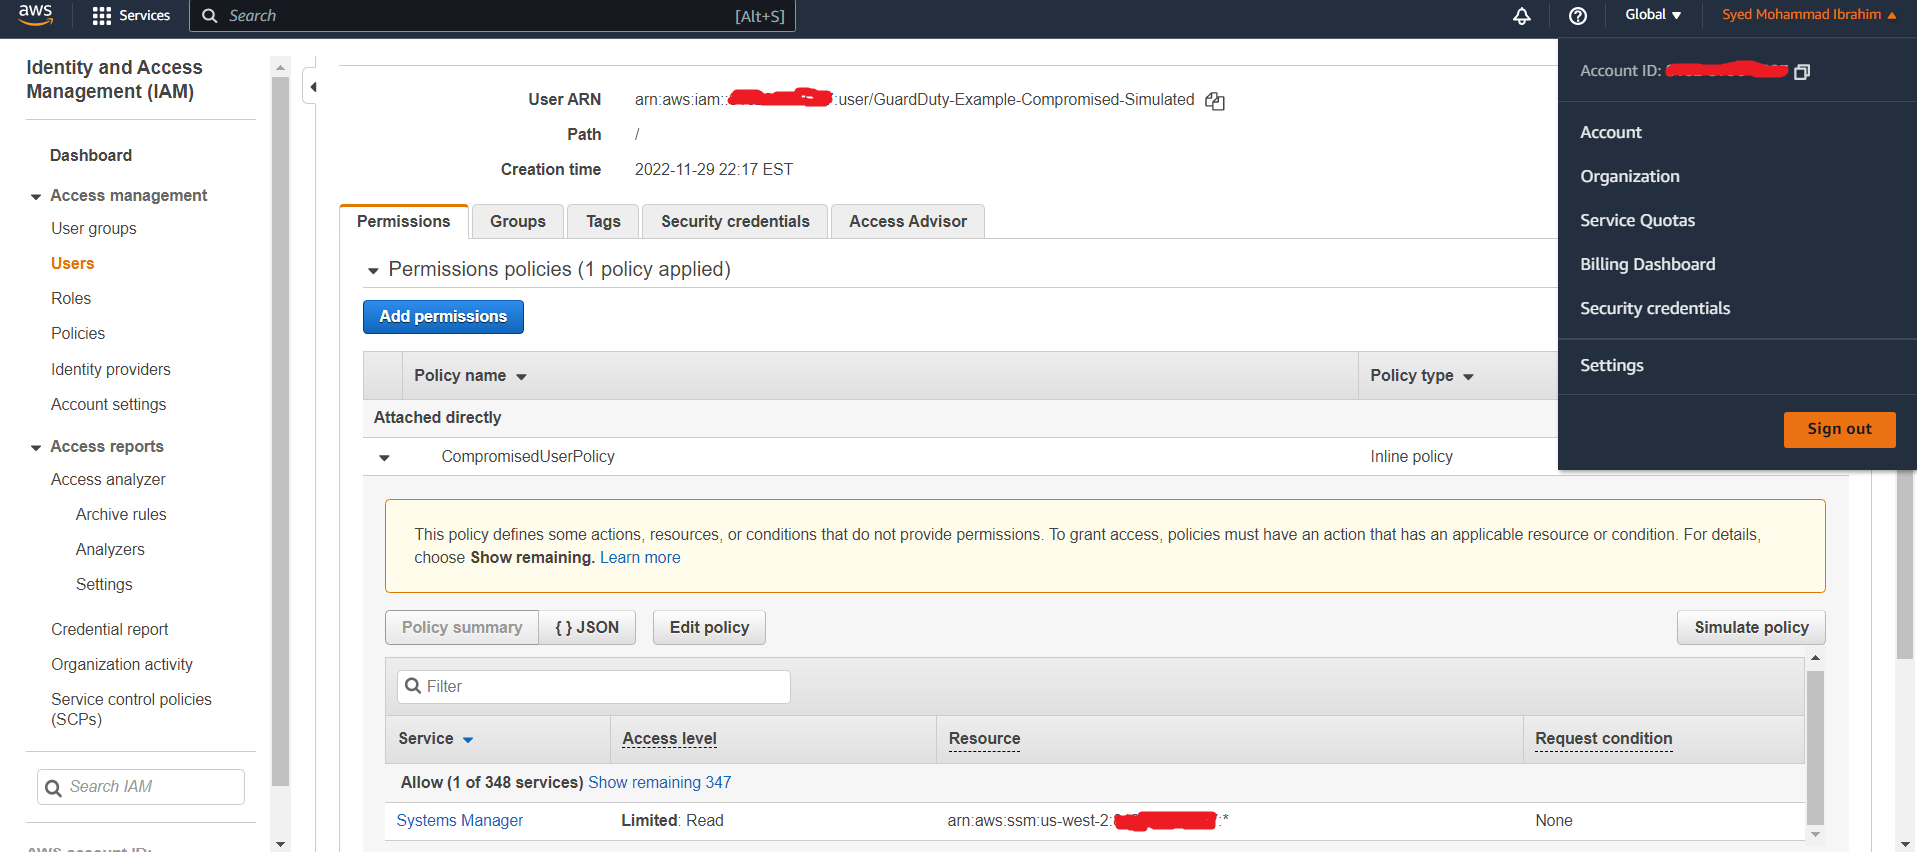 aws
Services
Search
[Alt+S]
Global
Syed Mohammad Ibrahim
Identity and Access
Management (IAM)
Dashboard
Access management
User groups
Users
Roles
Policies
Identity providers
Account settings
Access reports
Access analyzer
Archive rules
Analyzers
Settings
Credential report
Organization activity
Service control policies
(SCPs)
Search IAM
AWS account ID:
User ARN arn:aws:iam:: :user/GuardDuty-Example-Compromised-Simulated
Path /
Creation time 2022-11-29 22:17 EST
Permissions Groups Tags Security credentials Access Advisor
Permissions policies (1 policy applied)
Add permissions
Policy name Policy type
Attached directly
CompromisedUserPolicy Inline policy
This policy defines some actions, resources, or conditions that do not provide permissions. To grant access, policies must have an action that has an applicable resource or condition. For details,
choose Show remaining. Learn more
Policy summary { } JSON Edit policy Simulate policy
Filter
Service Access level Resource Request condition
Allow (1 of 348 services) Show remaining 347
Systems Manager Limited: Read arn:aws:ssm:us-west-2: :* None
Account ID:
Account
Organization
Service Quotas
Billing Dashboard
Security credentials
Settings
Sign out